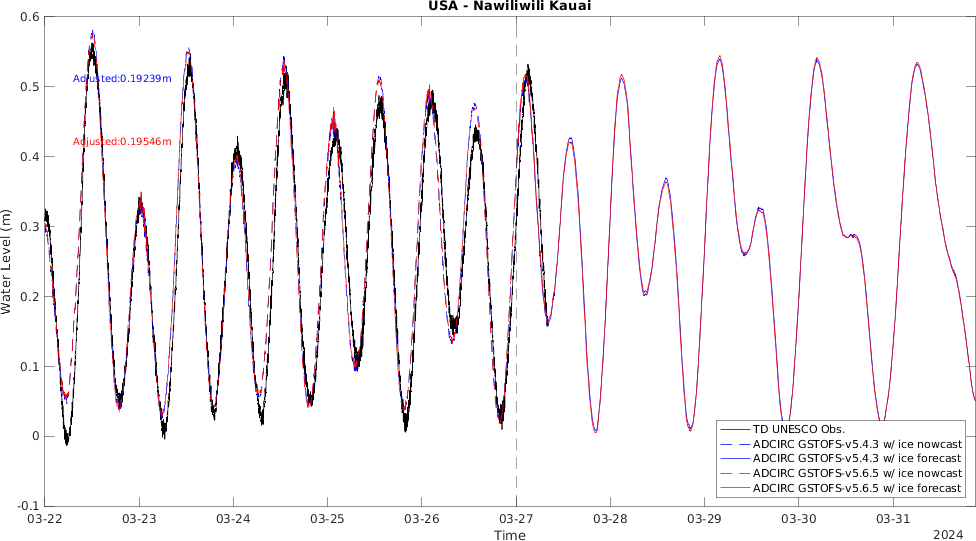 USA - Nawiliwili Kauai
0.6
0.5
0.4
0.3
0.2
0.1
0
-0.1
Water Level (m)
Adjusted:0.19239m
Adjusted:0.19546m
TD UNESCO Obs.
ADCIRC GSTOFS-v5.4.3 w/ ice nowcast
ADCIRC GSTOFS-v5.4.3 w/ ice forecast
ADCIRC GSTOFS-v5.6.5 w/ ice nowcast
ADCIRC GSTOFS-v5.6.5 w/ ice forecast
03-22 03-23 03-24 03-25 03-26 03-27 03-28 03-29 03-30 03-31
Time
2024